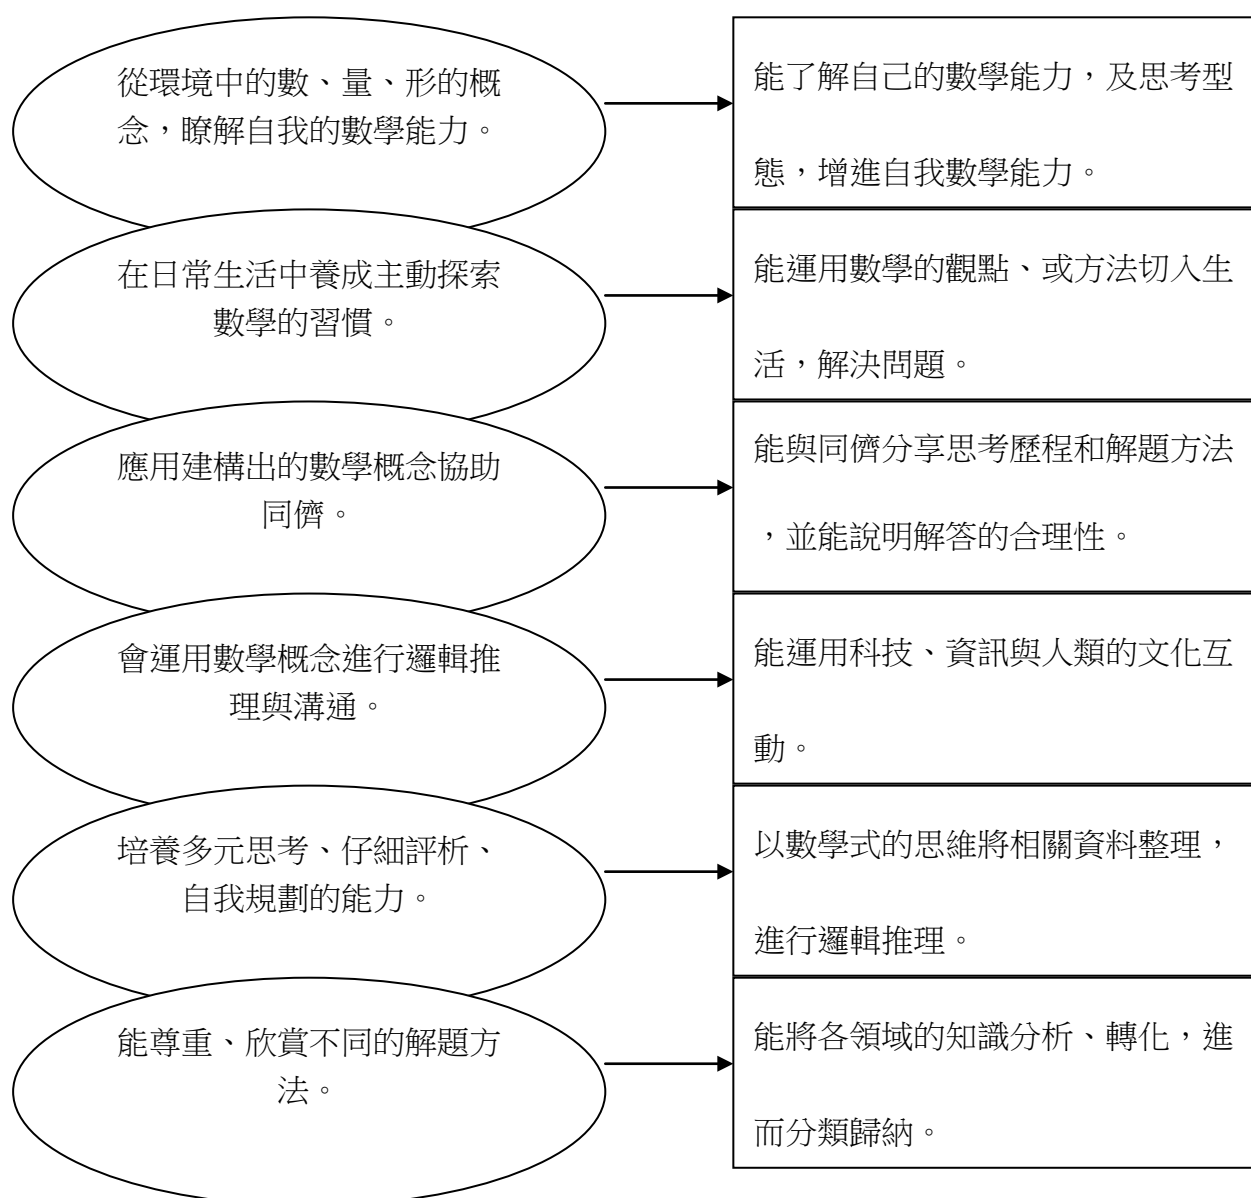 從環境中的數、量、形的概
念，瞭解自我的數學能力。
能了解自己的數學能力，及思考型
態，增進自我數學能力。
在日常生活中養成主動探索
數學的習慣。
能運用數學的觀點、或方法切入生
活，解決問題。
應用建構出的數學概念協助
同儕。
能與同儕分享思考歷程和解題方法
，並能說明解答的合理性。
會運用數學概念進行邏輯推
理與溝通。
能運用科技、資訊與人類的文化互
動。
培養多元思考、仔細評析、
自我規劃的能力。
以數學式的思維將相關資料整理，
進行邏輯推理。
能尊重、欣賞不同的解題方
法。
能將各領域的知識分析、轉化，進
而分類歸納。